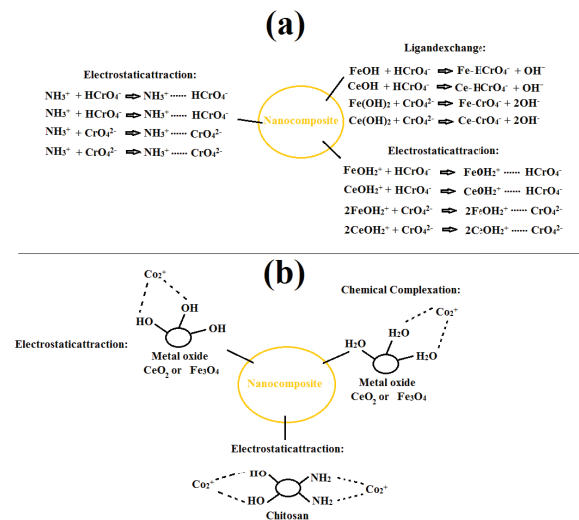 (a)
Electrostaticattraction:
NH₃⁺ + HCrO₄⁻ ⇨ NH₃⁺ ······ HCrO₄⁻
NH₃⁺ + HCrO₄⁻ ⇨ NH₃⁺ ······ HCrO₄⁻
NH₃⁺ + CrO₄²⁻ ⇨ NH₃⁺ ······ CrO₄²⁻
NH₃⁺ + CrO₄²⁻ ⇨ NH₃⁺ ······ CrO₄²⁻
Nanocomposite
Ligandexchange:
FeOH + HCrO₄⁻ ⇨ Fe-HCrO₄⁻ + OH⁻
CeOH + HCrO₄⁻ ⇨ Ce-HCrO₄⁻ + OH⁻
Fe(OH)₂ + CrO₄²⁻ ⇨ Fe-CrO₄⁻ + 2OH⁻
Ce(OH)₂ + CrO₄²⁻ ⇨ Ce-CrO₄⁻ + 2OH⁻
Electrostaticattraction:
FeOH₂⁺ + HCrO₄⁻ ⇨ FeOH₂⁺ ······ HCrO₄⁻
CeOH₂⁺ + HCrO₄⁻ ⇨ CeOH₂⁺ ······ HCrO₄⁻
2FeOH₂⁺ + CrO₄²⁻ ⇨ 2FeOH₂⁺ ······ CrO₄²⁻
2CeOH₂⁺ + CrO₄²⁻ ⇨ 2CeOH₂⁺ ······ CrO₄²⁻
(b)
Co₂⁺
OH
HO
OH
Electrostaticattraction:
Metal oxide
CeO₂ or Fe₃O₄
Nanocomposite
Chemical Complexation:
Co₂⁺
H₂O
H₂O
H₂O
Metal oxide
CeO₂ or Fe₃O₄
Electrostaticattraction:
HO
NH₂
Co₂⁺
Co₂⁺
HO
NH₂
Chitosan